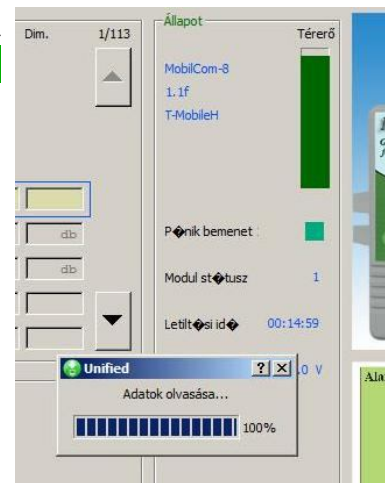 Dim. 1/113
Állapot
Térerő
MobilCom-8
1.1f
T-MobileH
db
P�nik bemenet :
db
Modul st�tusz 1
Letilt�si id� 00:14:59
Unified
.0 V
Adatok olvasása...
100%